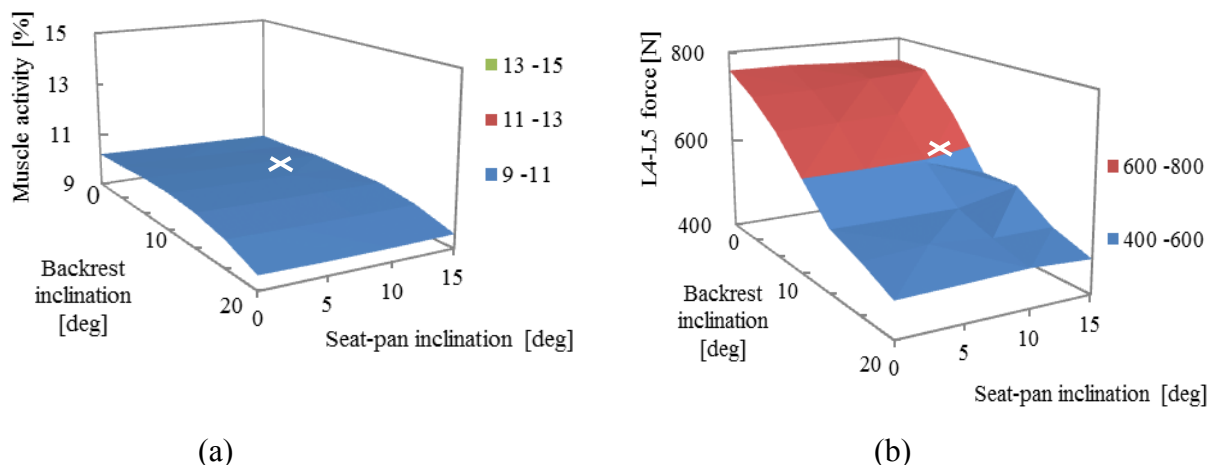 Muscle activity [%]
15
13
11
9
0
10
20
Backrest
inclination
[deg]
0
5
10
15
Seat-pan inclination [deg]
13 -15
11 -13
9 -11
(a)
L4-L5 force [N]
800
600
400
0
10
20
Backrest
inclination
[deg]
0
5
10
15
Seat-pan inclination [deg]
600 -800
400 -600
(b)